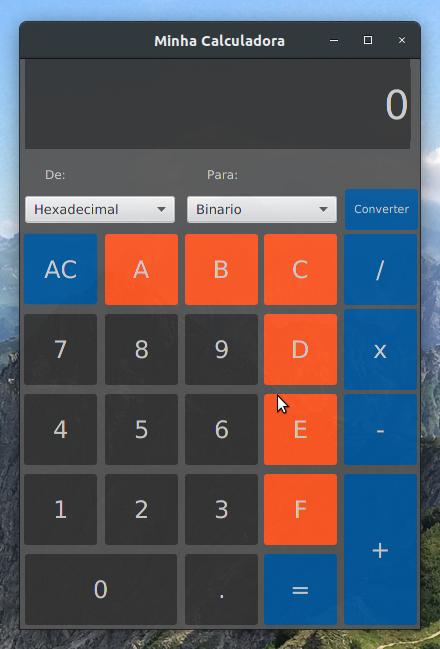 Minha Calculadora
0
De: Para:
Hexadecimal Binario Converter
AC A B C /
7 8 9 D x
4 5 6 E -
1 2 3 F +
0 . =